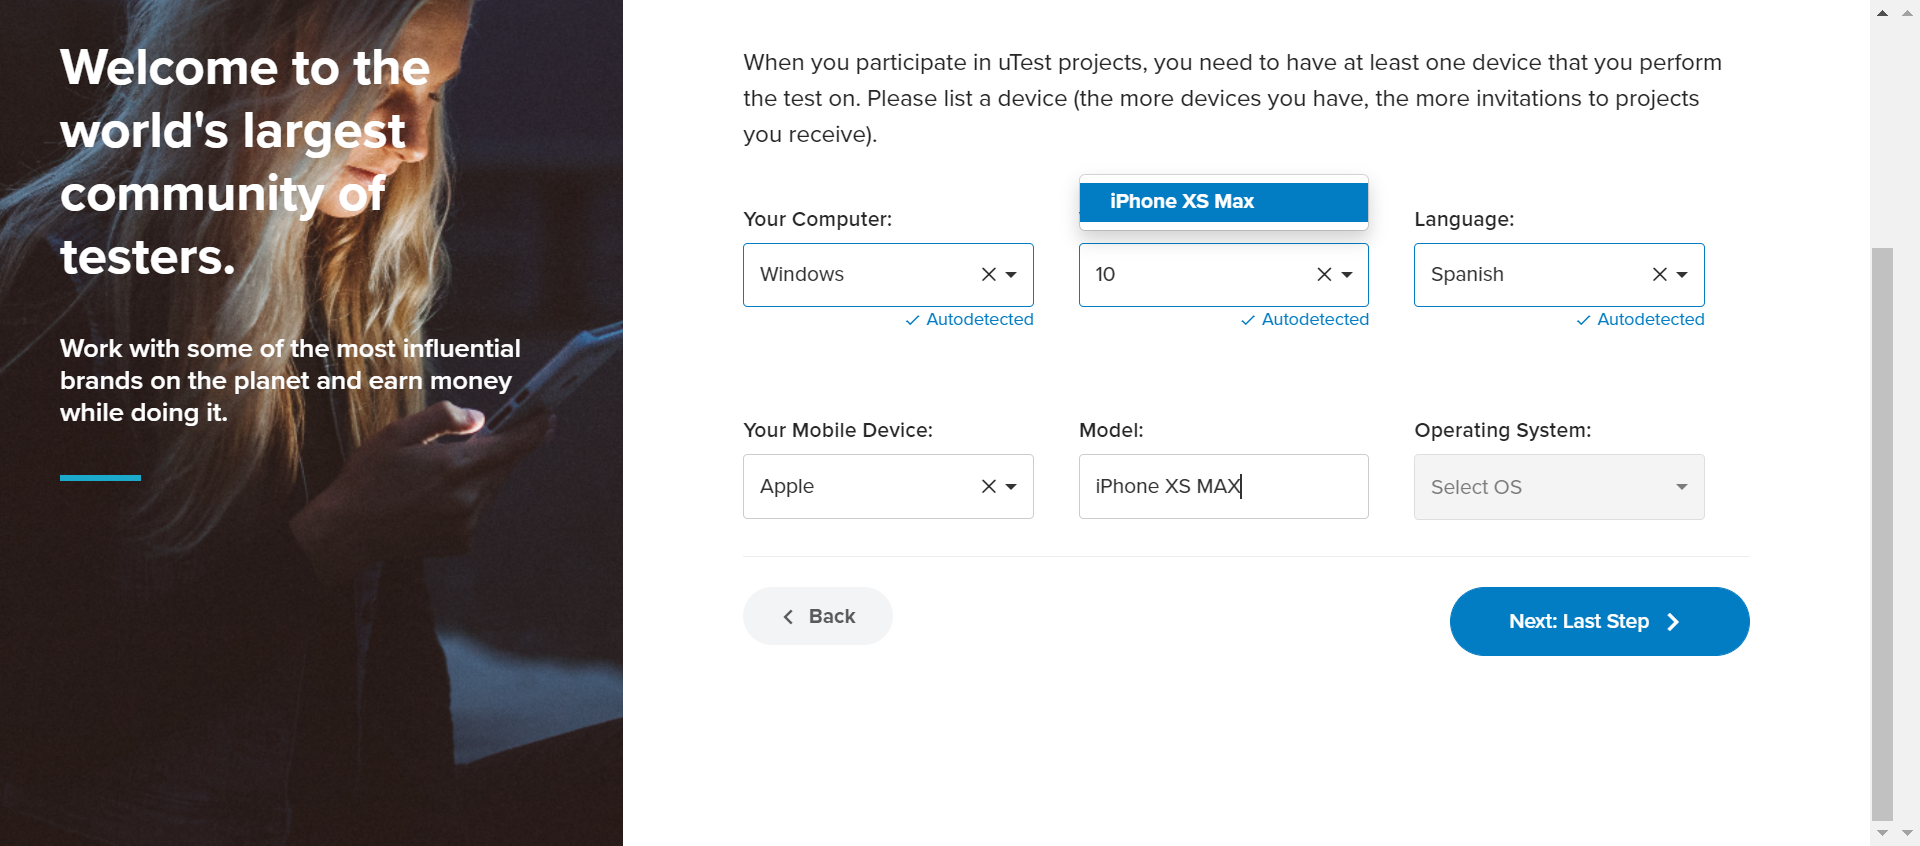 Welcome to the
world's largest
community of
testers.
Work with some of the most influential
brands on the planet and earn money
while doing it.
When you participate in uTest projects, you need to have at least one device that you perform
the test on. Please list a device (the more devices you have, the more invitations to projects
you receive).
iPhone XS Max
Your Computer:
Language:
Windows
10
Spanish
Autodetected
Autodetected
Autodetected
Your Mobile Device:
Model:
Operating System:
Apple
iPhone XS MAX
Select OS
Back
Next: Last Step